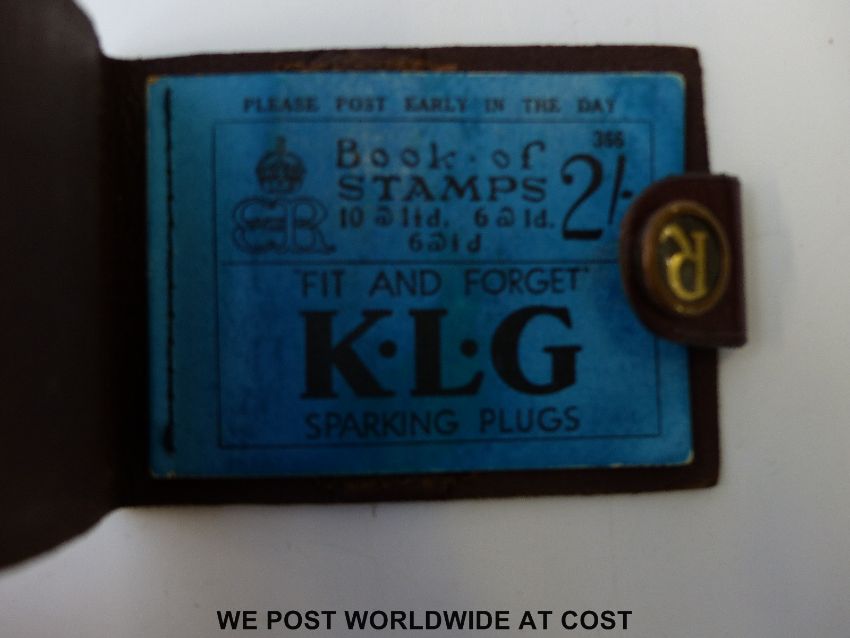 PLEASE POST EARLY IN THE DAY
366
Book of
STAMPS
2/-
10 @ 1½d, 6 @ 1d.
6 @ ½d
"FIT AND FORGET"
K·L·G
SPARKING PLUGS
R
WE POST WORLDWIDE AT COST